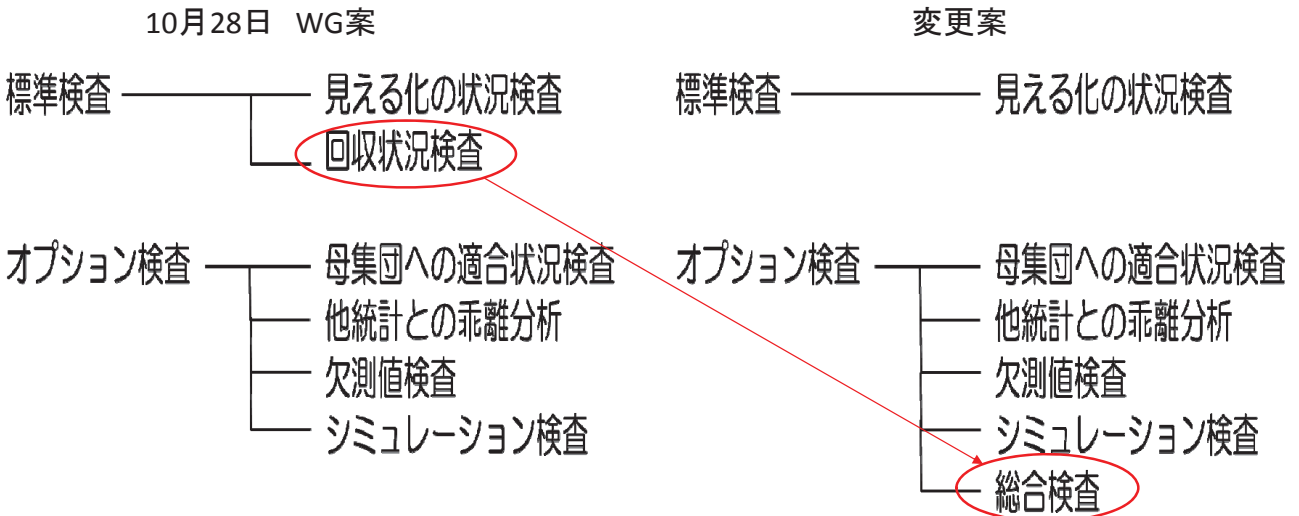 10月28日 WG案
標準検査
見える化の状況検査
回収状況検査
オプション検査
母集団への適合状況検査
他統計との乖離分析
欠測値検査
シミュレーション検査
変更案
標準検査
見える化の状況検査
オプション検査
母集団への適合状況検査
他統計との乖離分析
欠測値検査
シミュレーション検査
総合検査